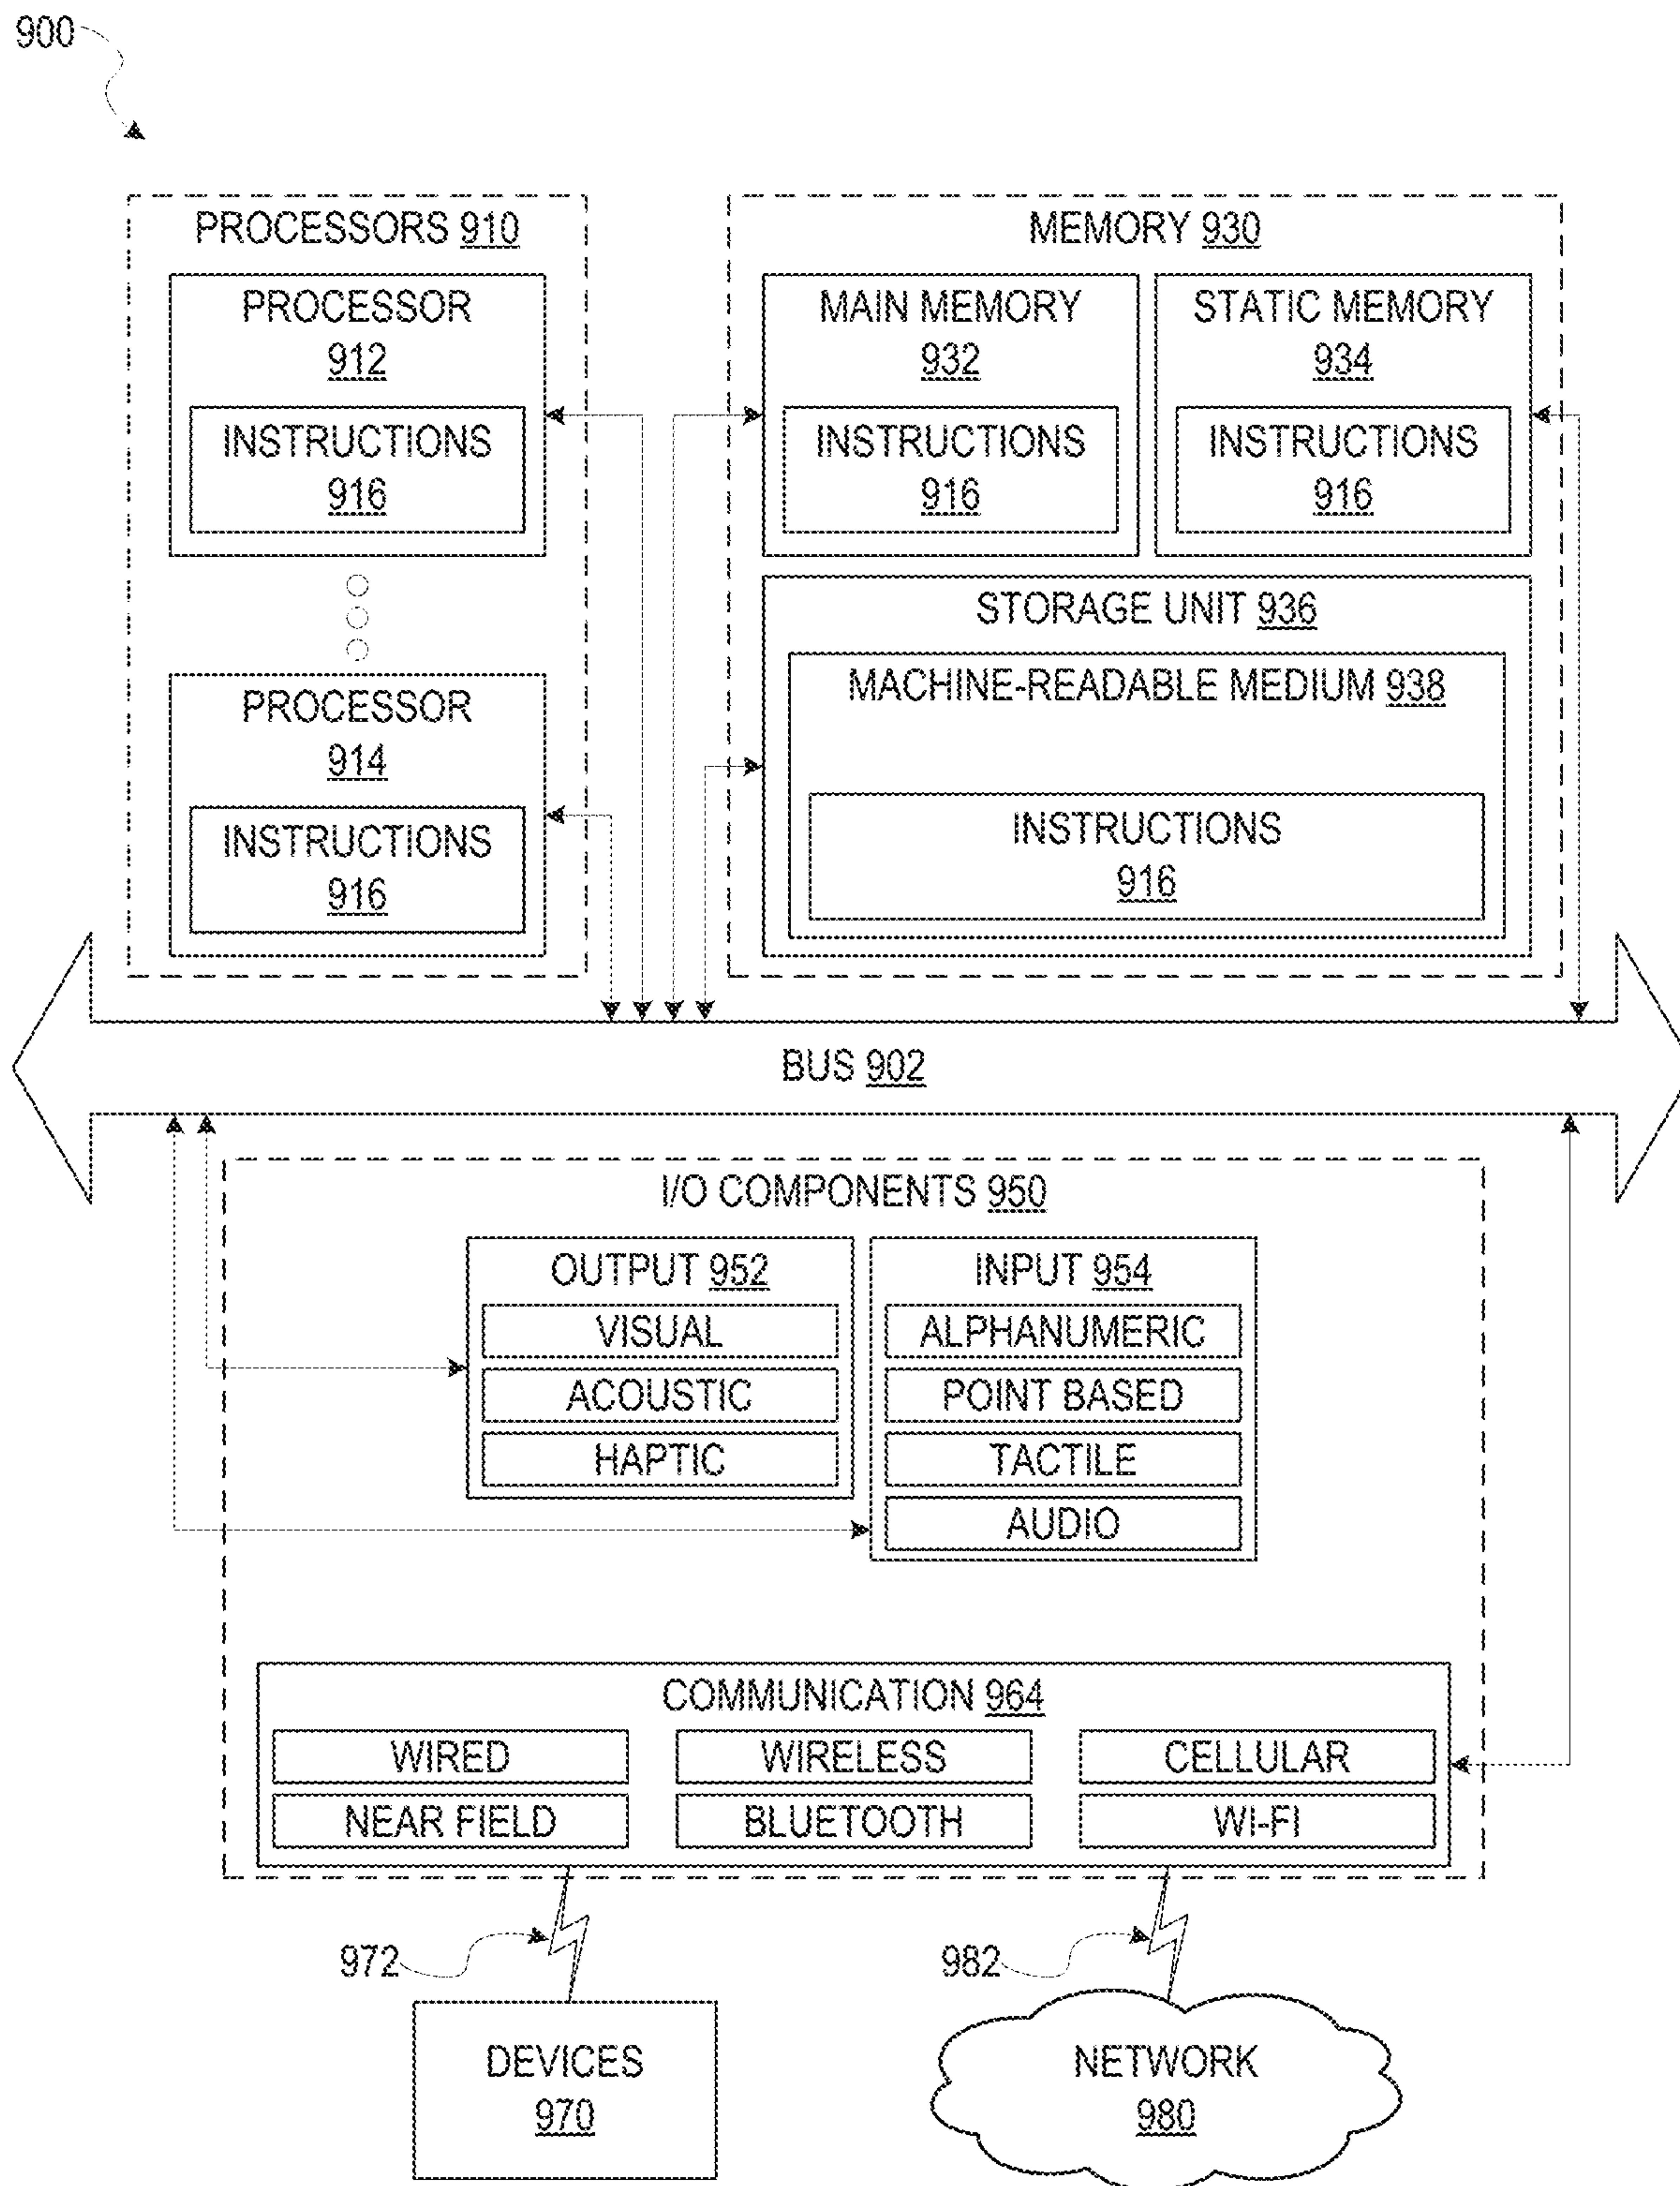 900
PROCESSORS 910
PROCESSOR
912
INSTRUCTIONS
916
PROCESSOR
914
INSTRUCTIONS
916
MEMORY 930
MAIN MEMORY
932
INSTRUCTIONS
916
STATIC MEMORY
934
INSTRUCTIONS
916
STORAGE UNIT 936
MACHINE-READABLE MEDIUM 938
INSTRUCTIONS
916
BUS 902
I/O COMPONENTS 950
OUTPUT 952
VISUAL
ACOUSTIC
HAPTIC
INPUT 954
ALPHANUMERIC
POINT BASED
TACTILE
AUDIO
COMMUNICATION 964
WIRED
WIRELESS
CELLULAR
NEAR FIELD
BLUETOOTH
WI-FI
972
982
DEVICES
970
NETWORK
980